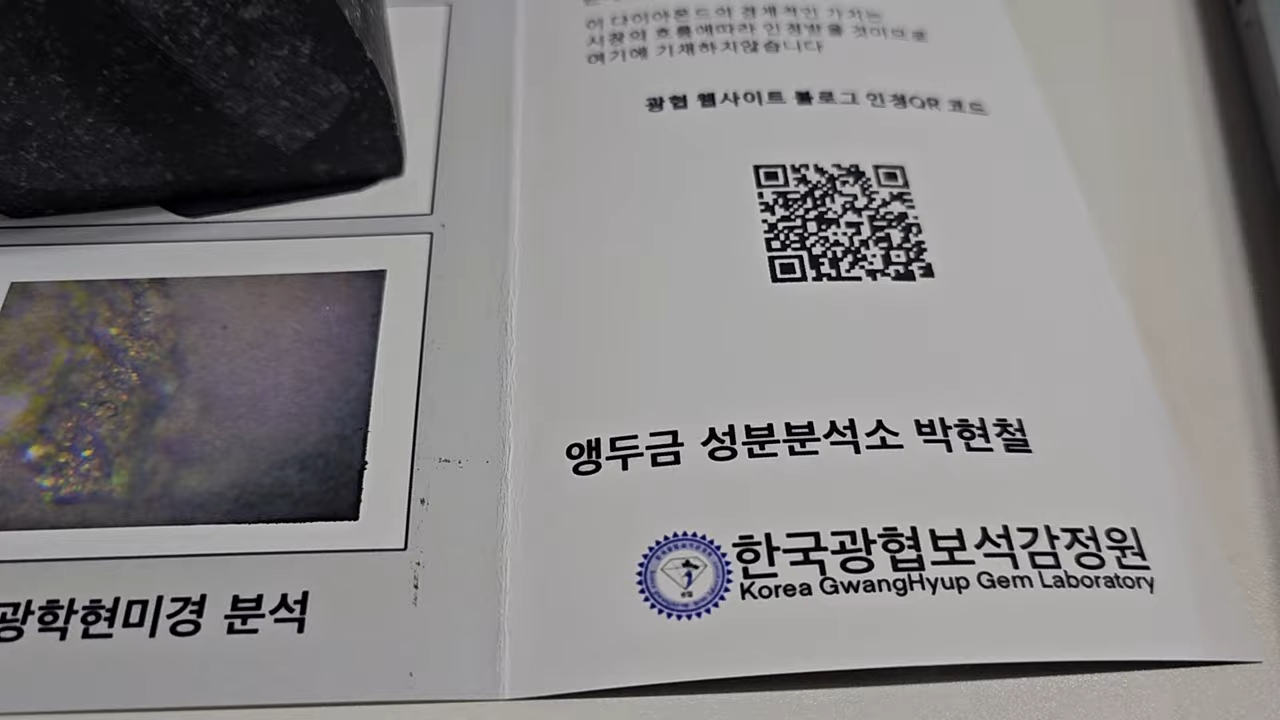 이 다이아몬드의 경제적인 가치는
시장의 흐름에따라 인정받을 것이므로
여기에 기재하지않습니다
광협 웹사이트 블로그 인청QR 코드
앵두금 성분분석소 박현철
한국광협보석감정원
Korea GwangHyup Gem Laboratory
광학현미경 분석